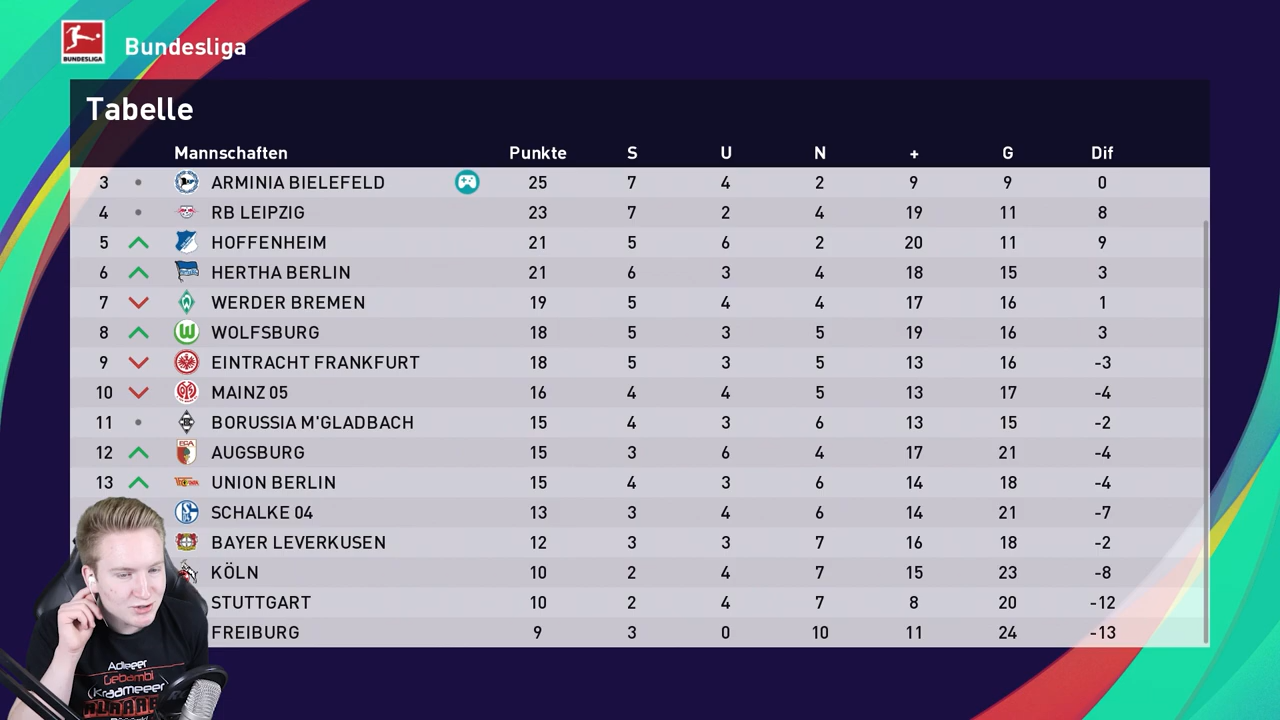 BUNDESLIGA
Bundesliga
Tabelle
Mannschaften Punkte S U N + G Dif
3 ARMINIA BIELEFELD 25 7 4 2 9 9 0
4 RB LEIPZIG 23 7 2 4 19 11 8
5 HOFFENHEIM 21 5 6 2 20 11 9
6 HERTHA BERLIN 21 6 3 4 18 15 3
7 WERDER BREMEN 19 5 4 4 17 16 1
8 WOLFSBURG 18 5 3 5 19 16 3
9 EINTRACHT FRANKFURT 18 5 3 5 13 16 -3
10 MAINZ 05 16 4 4 5 13 17 -4
11 BORUSSIA M'GLADBACH 15 4 3 6 13 15 -2
12 AUGSBURG 15 3 6 4 17 21 -4
13 UNION BERLIN 15 4 3 6 14 18 -4
SCHALKE 04 13 3 4 6 14 21 -7
BAYER LEVERKUSEN 12 3 3 7 16 18 -2
KÖLN 10 2 4 7 15 23 -8
STUTTGART 10 2 4 7 8 20 -12
FREIBURG 9 3 0 10 11 24 -13
Adleeer
Gebambl
(Kraameeer